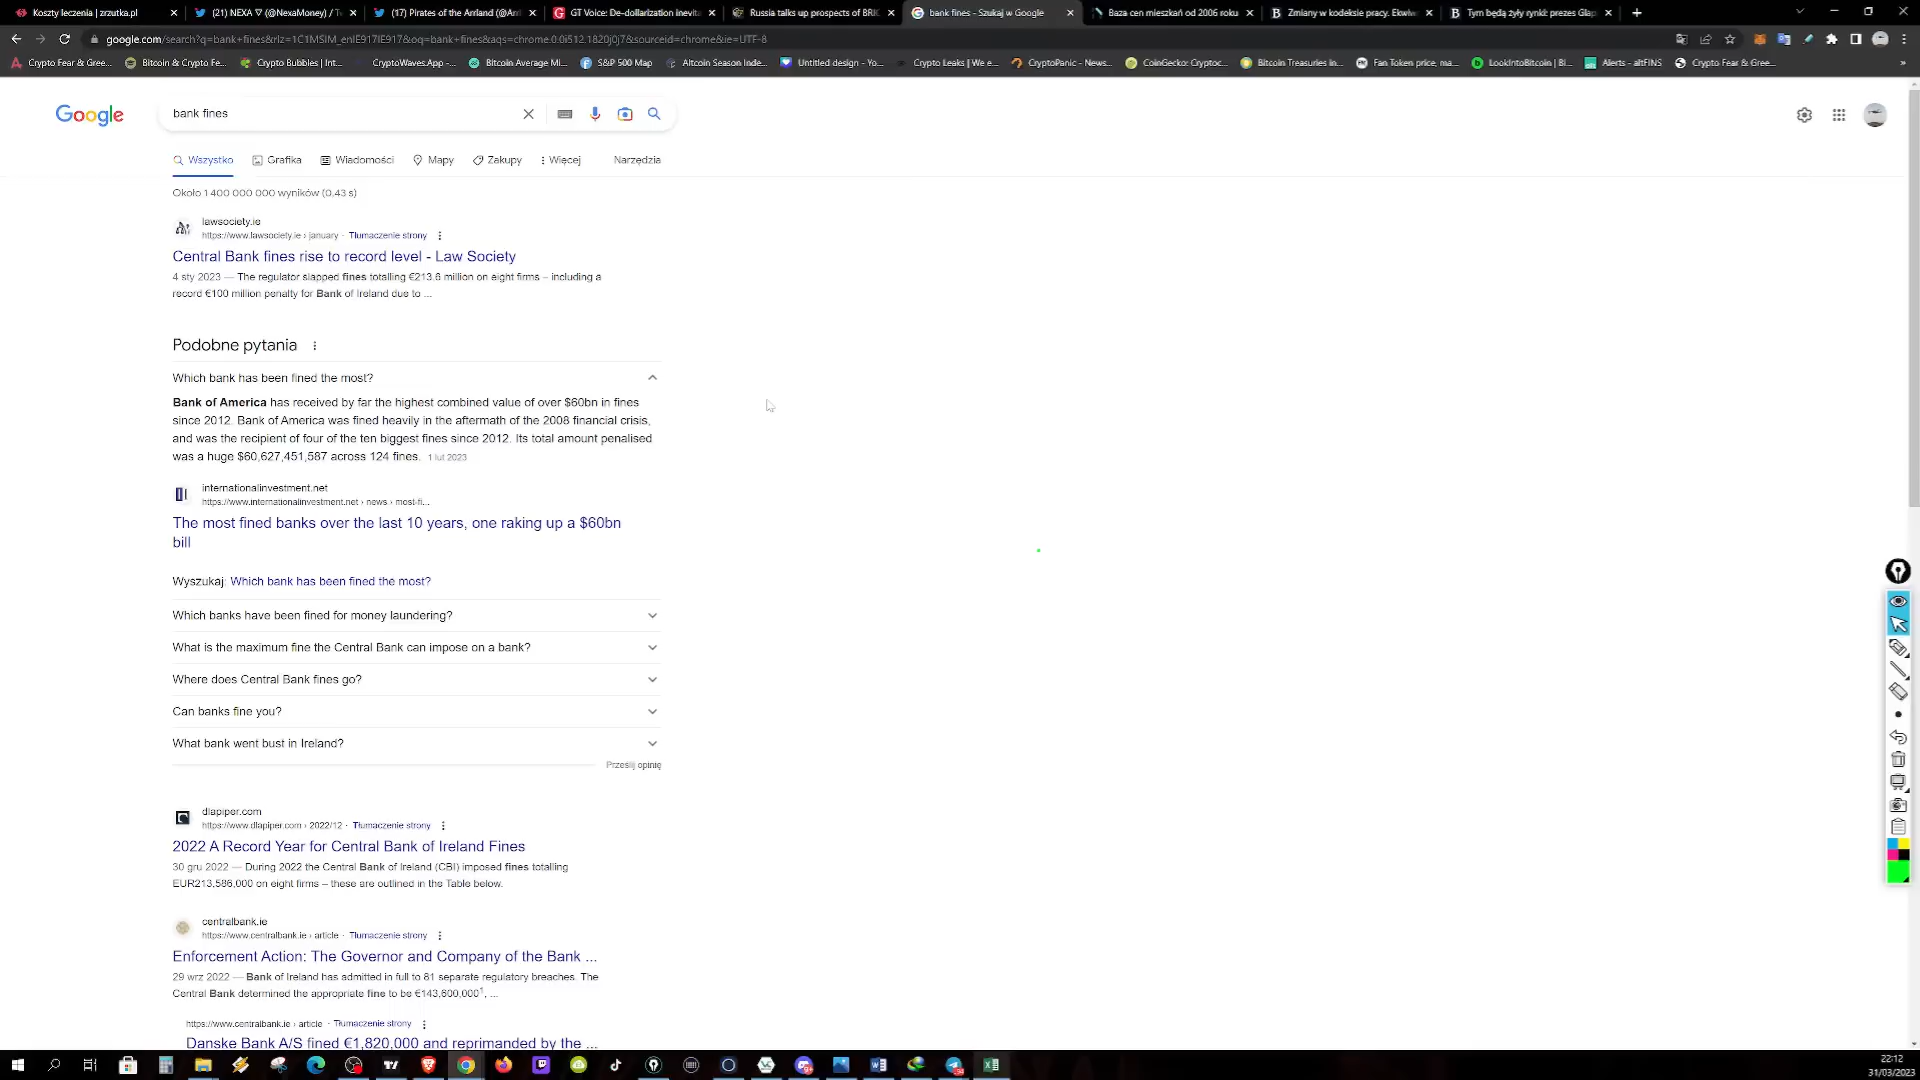 Koszty leczenia | zrzutka.pl
(21) NEXA ▽ (@NexaMoney) / Tw
(17) Pirates of the Arrland (@Arr
GT Voice: De-dollarization inevita
Russia talks up prospects of BRIC
bank fines - Szukaj w Google
Baza cen mieszkań od 2006 roku
Zmiany w kodeksie pracy. Ekwiw
Tym będą żyły rynki: prezes Glap
google.com/search?q=bank+fines&rlz=1C1MSIM_enIE917IE917&oq=bank+fines&aqs=chrome.0.0i512.1820j0j7&sourceid=chrome&ie=UTF-8
Crypto Fear & Gree...
Bitcoin & Crypto Fe...
Crypto Bubbles | Int...
CryptoWaves.App -...
Bitcoin Average Mi...
S&P 500 Map
Altcoin Season Inde...
Untitled design - Yo...
Crypto Leaks | We e...
CryptoPanic - News...
CoinGecko: Cryptoc...
Bitcoin Treasuries in...
Fan Token price, ma...
LookIntoBitcoin | Bi...
Alerts - altFINS
Crypto Fear & Gree...
Google
bank fines
Wszystko
Grafika
Wiadomości
Mapy
Zakupy
Więcej
Narzędzia
Około 1 400 000 000 wyników (0,43 s)
lawsociety.ie
https://www.lawsociety.ie › january · Tłumaczenie strony
Central Bank fines rise to record level - Law Society
4 sty 2023 — The regulator slapped fines totalling €213.6 million on eight firms – including a
record €100 million penalty for Bank of Ireland due to ...
Podobne pytania
Which bank has been fined the most?
Bank of America has received by far the highest combined value of over $60bn in fines
since 2012. Bank of America was fined heavily in the aftermath of the 2008 financial crisis,
and was the recipient of four of the ten biggest fines since 2012. Its total amount penalised
was a huge $60,627,451,587 across 124 fines. 1 lut 2023
internationalinvestment.net
https://www.internationalinvestment.net › news › most-fi...
The most fined banks over the last 10 years, one raking up a $60bn
bill
Wyszukaj: Which bank has been fined the most?
Which banks have been fined for money laundering?
What is the maximum fine the Central Bank can impose on a bank?
Where does Central Bank fines go?
Can banks fine you?
What bank went bust in Ireland?
Prześlij opinię
dlapiper.com
https://www.dlapiper.com › 2022/12 · Tłumaczenie strony
2022 A Record Year for Central Bank of Ireland Fines
30 gru 2022 — During 2022 the Central Bank of Ireland (CBI) imposed fines totalling
EUR213,586,000 on eight firms – these are outlined in the Table below.
centralbank.ie
https://www.centralbank.ie › article · Tłumaczenie strony
Enforcement Action: The Governor and Company of the Bank ...
29 wrz 2022 — Bank of Ireland has admitted in full to 81 separate regulatory breaches. The
Central Bank determined the appropriate fine to be €143,600,000¹, ...
https://www.centralbank.ie › article · Tłumaczenie strony
Danske Bank A/S fined €1,820,000 and reprimanded by the ...
22:12
31/03/2023